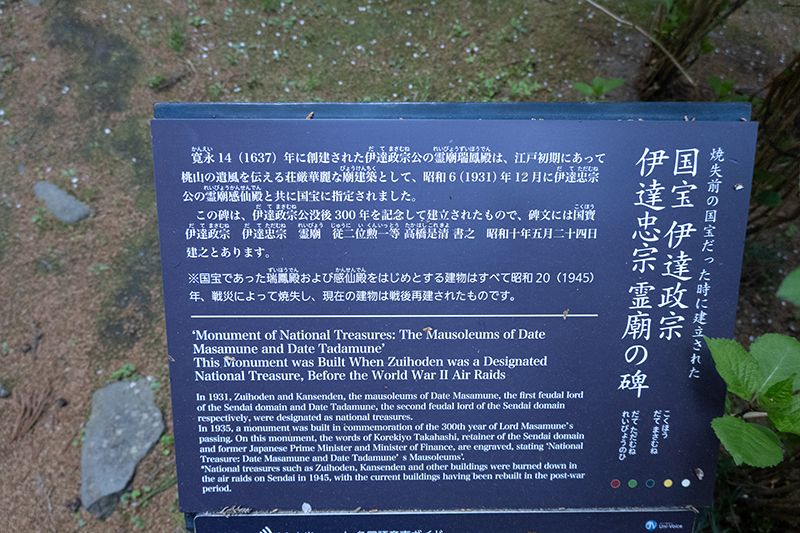 焼失前の国宝だった時に建立された
国宝 伊達政宗
伊達忠宗 霊廟の碑
こくほう
だて まさむね
だて ただむね
れいびょうのひ
寛永14（1637）年に創建された伊達政宗公の霊廟瑞鳳殿は、江戸初期にあって
桃山の遺風を伝える荘厳華麗な廟建築として、昭和6(1931) 年12月に伊達忠宗
公の霊廟感仙殿と共に国宝に指定されました。
この碑は、伊達政宗公没後300年を記念して建立されたもので、碑文には国寶
伊達政宗 伊達忠宗 霊廟 従二位勲一等 高橋是清 書之 昭和十年五月二十四日
建之とあります。
※国宝であった瑞鳳殿および感仙殿をはじめとする建物はすべて昭和20（1945）
年、戦災によって焼失し、現在の建物は戦後再建されたものです。
‘Monument of National Treasures: The Mausoleums of Date
Masamune and Date Tadamune’
This Monument was Built When Zuihoden was a Designated
National Treasure, Before the World War II Air Raids
In 1931, Zuihoden and Kansenden, the mausoleums of Date Masamune, the first feudal lord
of the Sendai domain and Date Tadamune, the second feudal lord of the Sendai domain
respectively, were designated as national treasures.
In 1935, a monument was built in commemoration of the 300th year of Lord Masamune’s
passing. On this monument, the words of Korekiyo Takahashi, retainer of the Sendai domain
and former Japanese Prime Minister and Minister of Finance, are engraved, stating ‘National
Treasure: Date Masamune and Date Tadamune’ s Mausoleums’.
*National treasures such as Zuihoden, Kansenden and other buildings were burned down in
the air raids on Sendai in 1945, with the current buildings having been rebuilt in the post-war
period.
Uni-Voice